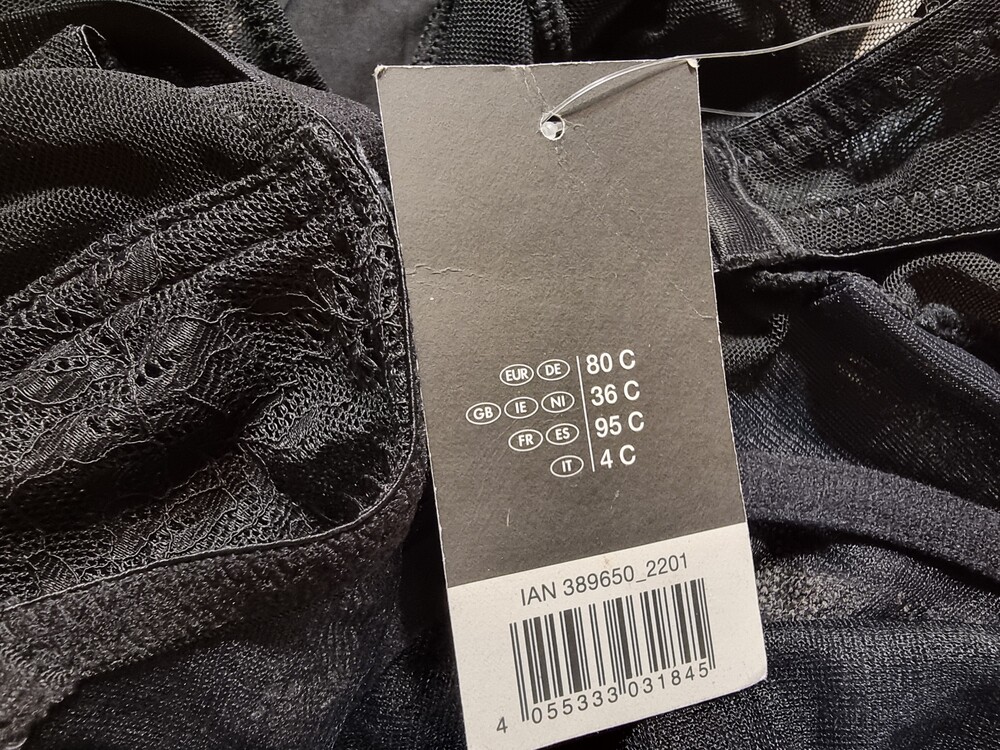 EUR DE 80 C
GB IE NI 36 C
FR ES 95 C
IT 4 C
IAN 389650_2201
4 055333 031845